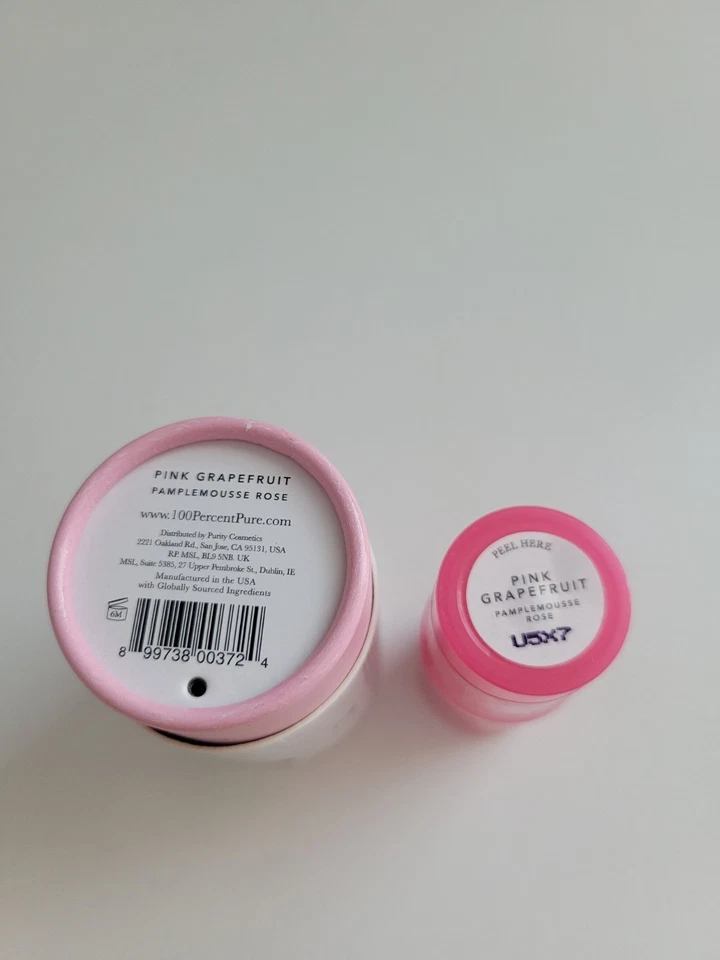 PINK GRAPEFRUIT
PAMPLEMOUSSE ROSE
www.100PercentPure.com
Distributed by Purity Cosmetics
2221 Oakland Rd., San Jose, CA 95131, USA
RP. MSL, BL9 5NB. UK
MSL, Suite 5385, 27 Upper Pembroke St., Dublin, IE
Manufactured in the USA
with Globally Sourced Ingredients
6M
8 99738 00372 4
PEEL HERE
PINK
GRAPEFRUIT
PAMPLEMOUSSE
ROSE
U5X7